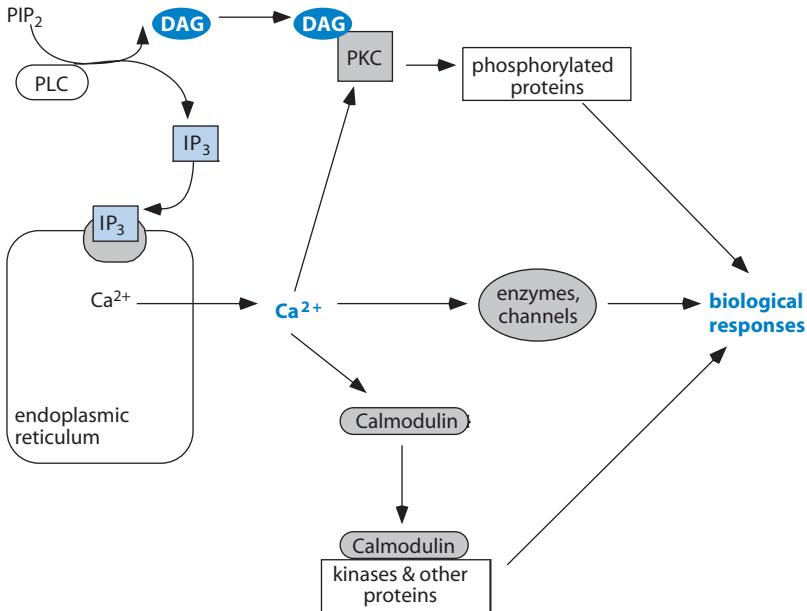 PIP₂
DAG
DAG
PLC
PKC
phosphorylated
proteins
IP₃
IP₃
Ca²⁺
Ca²⁺
enzymes,
channels
biological
responses
endoplasmic
reticulum
Calmodulin
Calmodulin
kinases & other
proteins